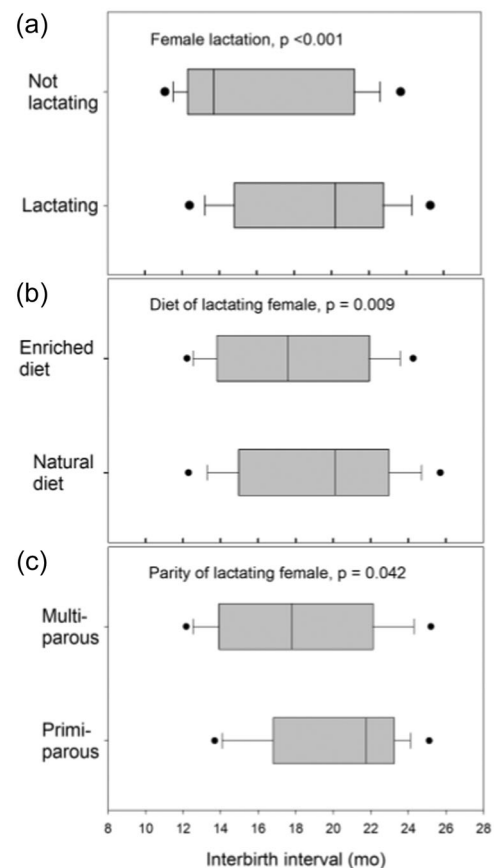 (a)
Female lactation, p <0.001
Not
lactating
Lactating
(b)
Diet of lactating female, p = 0.009
Enriched
diet
Natural
diet
(c)
Parity of lactating female, p = 0.042
Multi-
parous
Primi-
parous
8 10 12 14 16 18 20 22 24 26 28
Interbirth interval (mo)